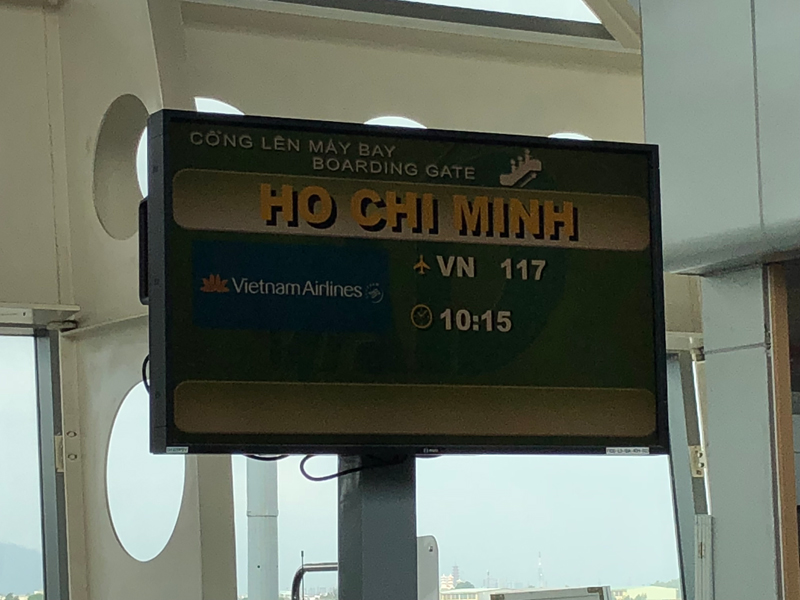 CỔNG LÊN MÁY BAY
BOARDING GATE
HO CHI MINH
Vietnam Airlines
VN 117
10:15